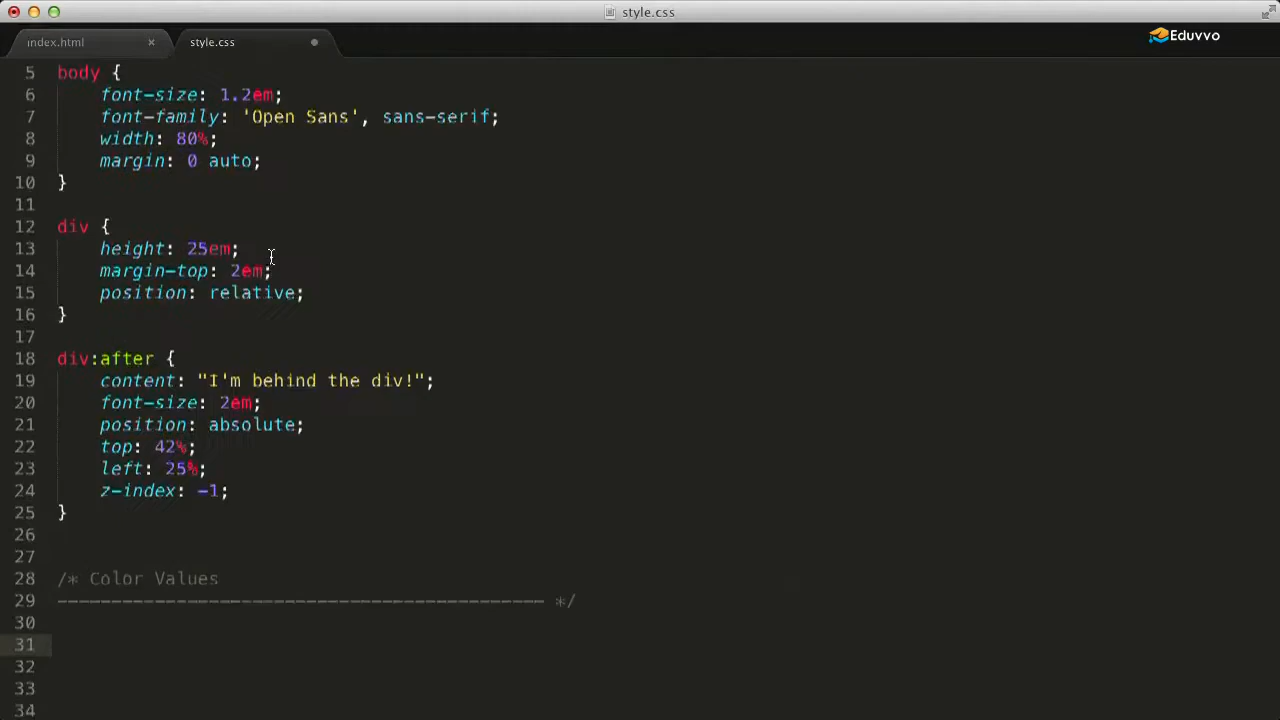 style.css
index.html × style.css
Eduvvo
5 body {
6 font-size: 1.2em;
7 font-family: 'Open Sans', sans-serif;
8 width: 80%;
9 margin: 0 auto;
10 }
11
12 div {
13 height: 25em;
14 margin-top: 2em;
15 position: relative;
16 }
17
18 div:after {
19 content: "I'm behind the div!";
20 font-size: 2em;
21 position: absolute;
22 top: 42%;
23 left: 25%;
24 z-index: -1;
25 }
26
27
28 /* Color Values
29 --------------------------------------------- */
30
31
32
33
34